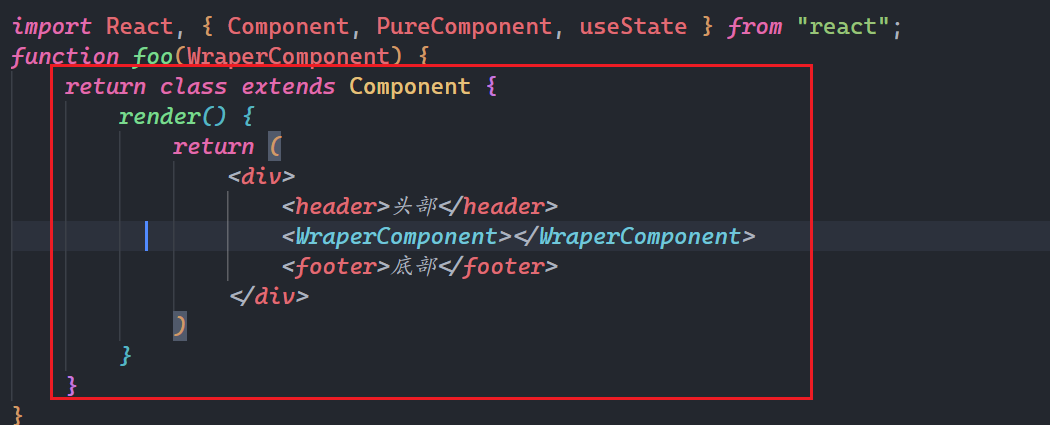 import React, { Component, PureComponent, useState } from "react";
function foo(WraperComponent) {
return class extends Component {
render() {
return (
<div>
<header>头部</header>
<WraperComponent></WraperComponent>
<footer>底部</footer>
</div>
)
}
}
}